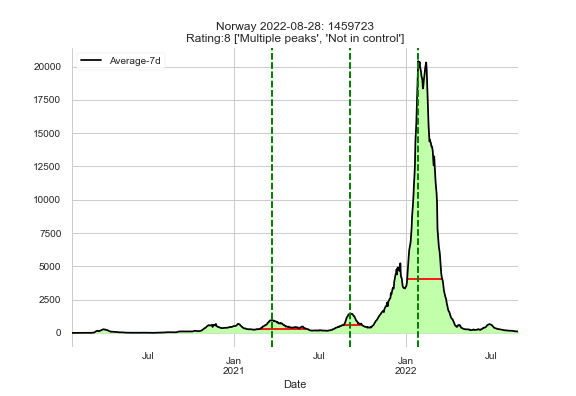 Norway 2022-08-28: 1459723
Rating:8 ['Multiple peaks', 'Not in control']
Average-7d
20000
17500
15000
12500
10000
7500
5000
2500
0
Jul
Jan
2021
Jul
Jan
2022
Jul
Date